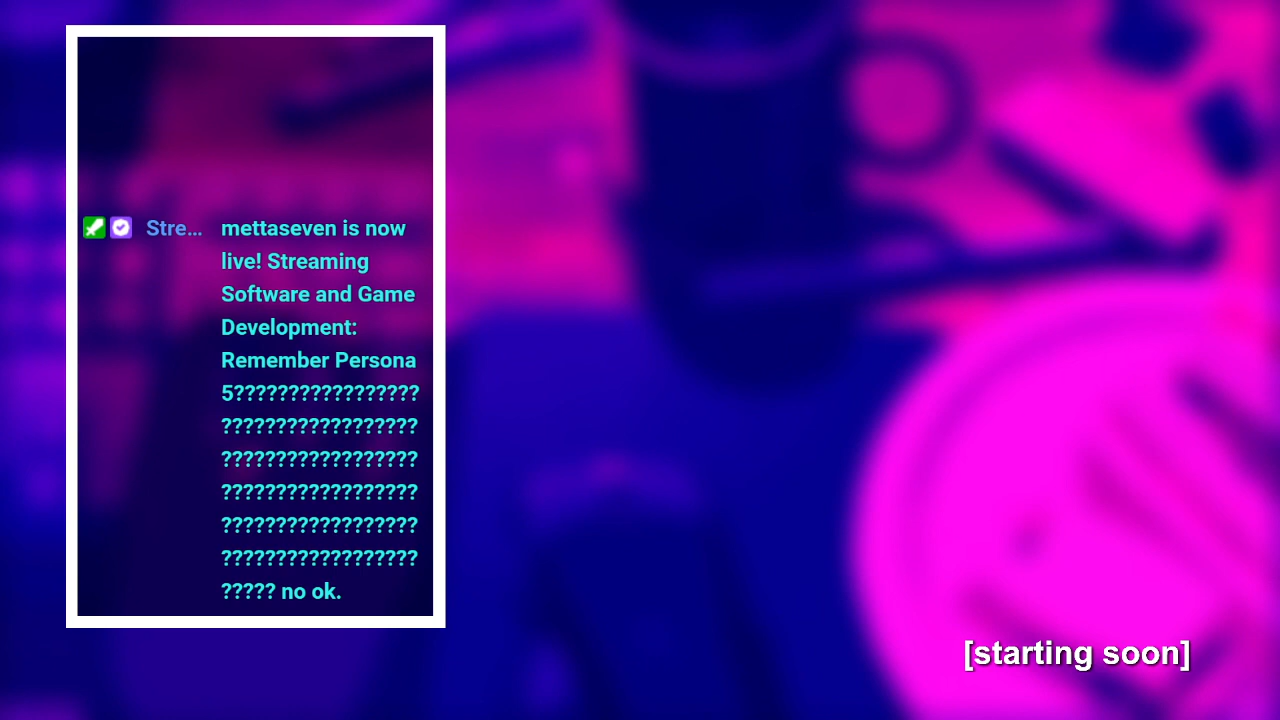 Stre... mettaseven is now
live! Streaming
Software and Game
Development:
Remember Persona
5?????????????????
??????????????????
??????????????????
??????????????????
??????????????????
??????????????????
????? no ok.
[starting soon]